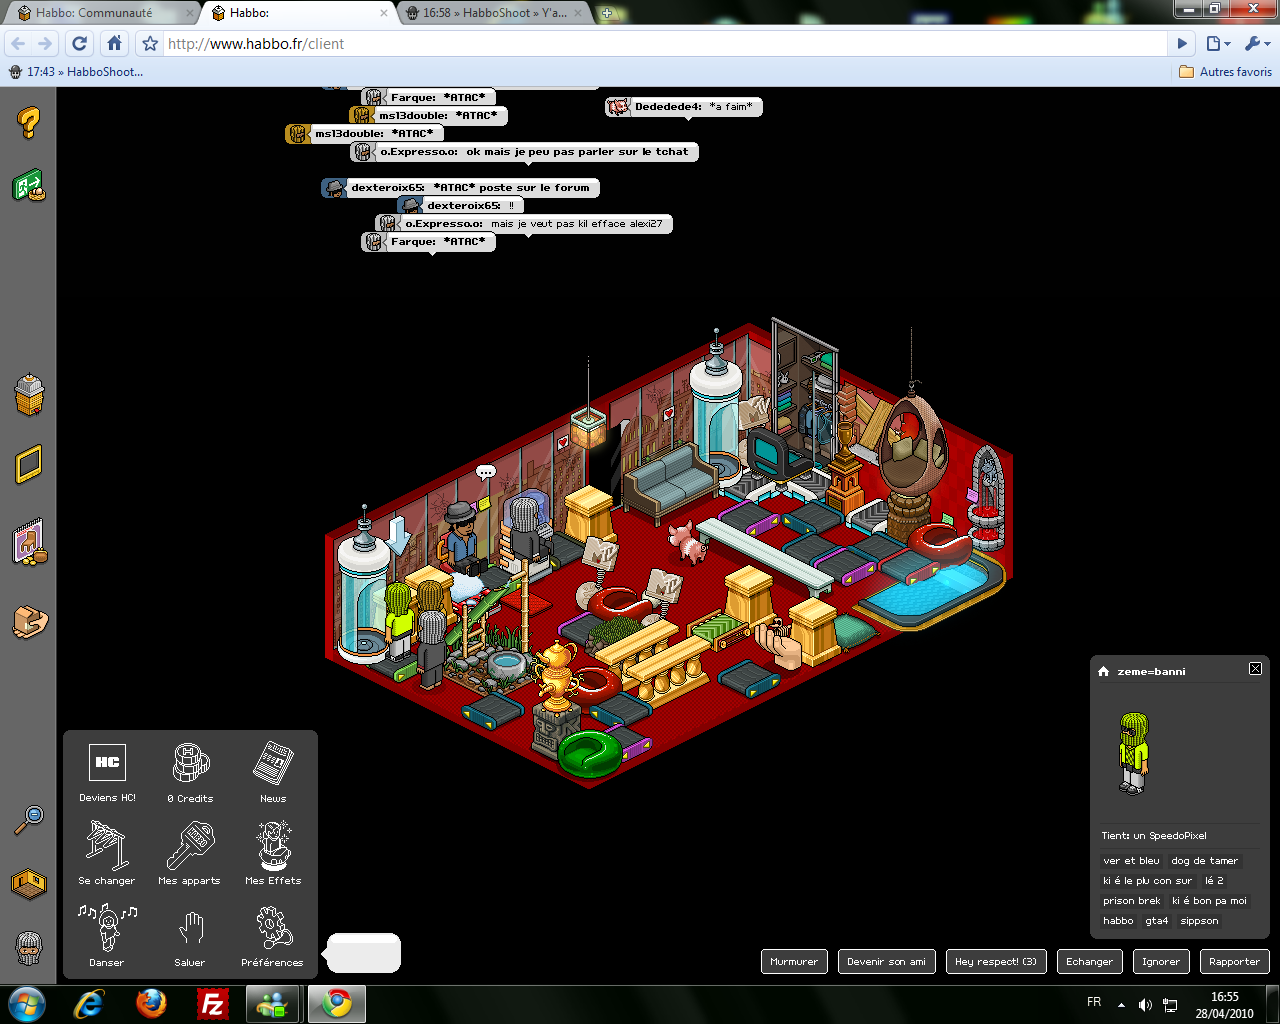 Habbo: Communauté
Habbo:
16:58 » HabboShoot » Y'a...
http://www.habbo.fr/client
17:43 » HabboShoot...
Autres favoris
Farque: *ATAC*
Dededede4: *a faim*
ms13double: *ATAC*
ms13double: *ATAC*
o.Expresso.o: ok mais je peu pas parler sur le tchat
dexteroix65: *ATAC* poste sur le forum
dexteroix65: !!
o.Expresso.o: mais je veut pas kil efface alexi27
Farque: *ATAC*
MTV
MTV
MTV
zeme=banni
Tient: un SpeedoPixel
ver et bleu dog de tamer
ki é le plu con sur lé 2
prison brek ki é bon pa moi
habbo gta4 sippson
HC
Deviens HC! 0 Credits News
Se changer Mes apparts Mes Effets
Danser Saluer Préférences
Murmurer Devenir son ami Hey respect! (3) Echanger Ignorer Rapporter
FR
16:55
28/04/2010